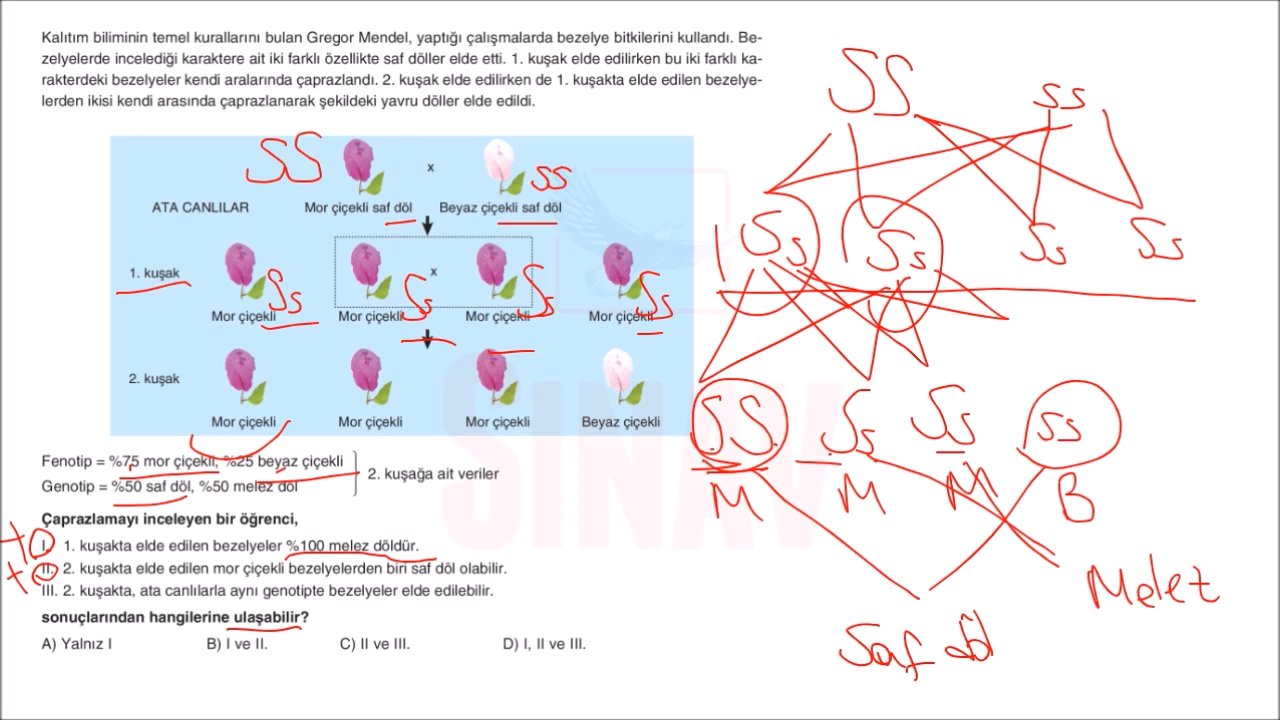 Kalıtım biliminin temel kurallarını bulan Gregor Mendel, yaptığı çalışmalarda bezelye bitkilerini kullandı. Be-
zelyelerde incelediği karaktere ait iki farklı özellikte saf döller elde etti. 1. kuşak elde edilirken bu iki farklı ka-
rakterdeki bezelyeler kendi aralarında çaprazlandı. 2. kuşak elde edilirken de 1. kuşakta elde edilen bezelye-
lerden ikisi kendi arasında çaprazlanarak şekildeki yavru döller elde edildi.
SS x ss
ATA CANLILAR Mor çiçekli saf döl Beyaz çiçekli saf döl
1. kuşak x
Ss Ss Ss Ss
Mor çiçekli Mor çiçekli Mor çiçekli Mor çiçekli
2. kuşak
Mor çiçekli Mor çiçekli Mor çiçekli Beyaz çiçekli
Fenotip = %75 mor çiçekli, %25 beyaz çiçekli
Genotip = %50 saf döl, %50 melez döl
2. kuşağa ait veriler
Çaprazlamayı inceleyen bir öğrenci,
I. 1. kuşakta elde edilen bezelyeler %100 melez döldür.
II. 2. kuşakta elde edilen mor çiçekli bezelyelerden biri saf döl olabilir.
III. 2. kuşakta, ata canlılarla aynı genotipte bezelyeler elde edilebilir.
sonuçlarından hangilerine ulaşabilir?
A) Yalnız I B) I ve II. C) II ve III. D) I, II ve III.
SS ss
Ss Ss Ss Ss
SS Ss Ss ss
M M M B
Melez
Saf döl
SINAV